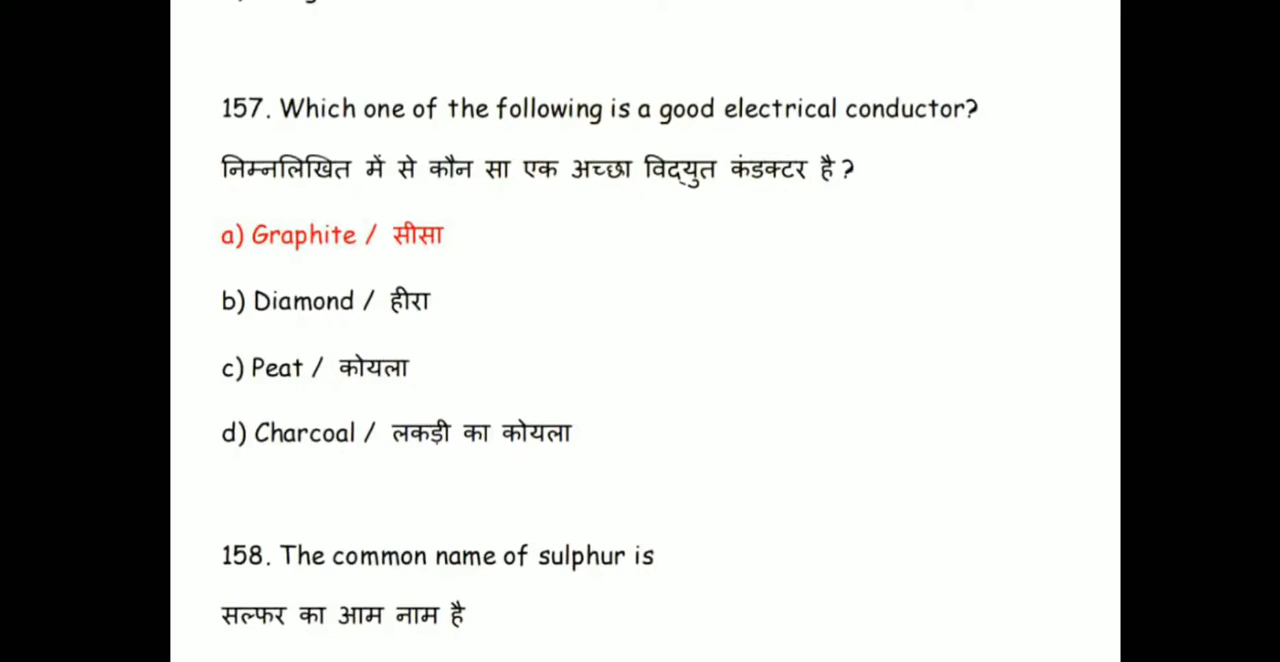 157. Which one of the following is a good electrical conductor?
निम्नलिखित में से कौन सा एक अच्छा विद्युत कंडक्टर है ?
a) Graphite / सीसा
b) Diamond / हीरा
c) Peat / कोयला
d) Charcoal / लकड़ी का कोयला
158. The common name of sulphur is
सल्फर का आम नाम है